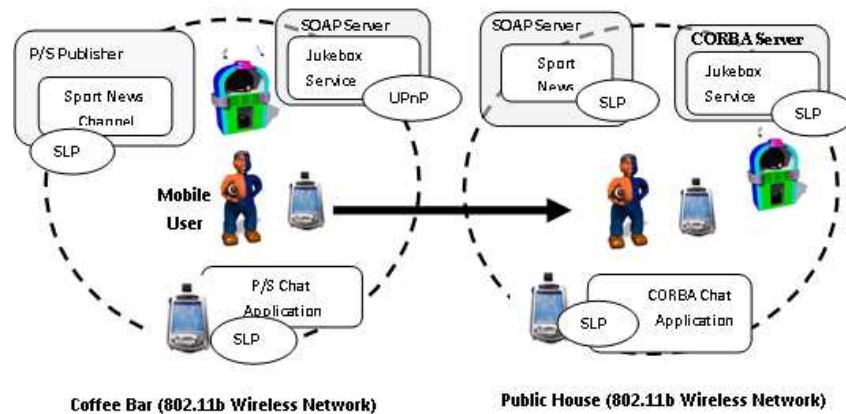 P/S Publisher
Sport News
Channel
SLP
SOAP Server
Jukebox
Service
UPnP
Mobile
User
P/S Chat
Application
SLP
Coffee Bar (802.11b Wireless Network)
SOAP Server
Sport
News
SLP
CORBA Server
Jukebox
Service
SLP
CORBA Chat
Application
SLP
Public House (802.11b Wireless Network)